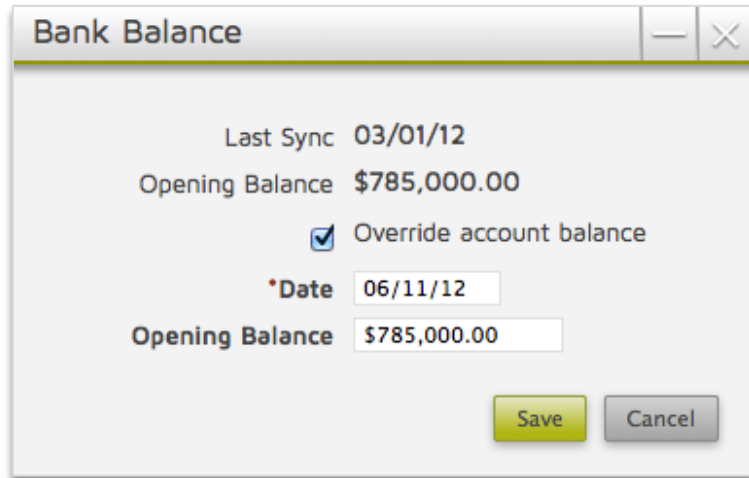 Bank Balance
Last Sync 03/01/12
Opening Balance $785,000.00
Override account balance
*Date 06/11/12
Opening Balance $785,000.00
Save Cancel